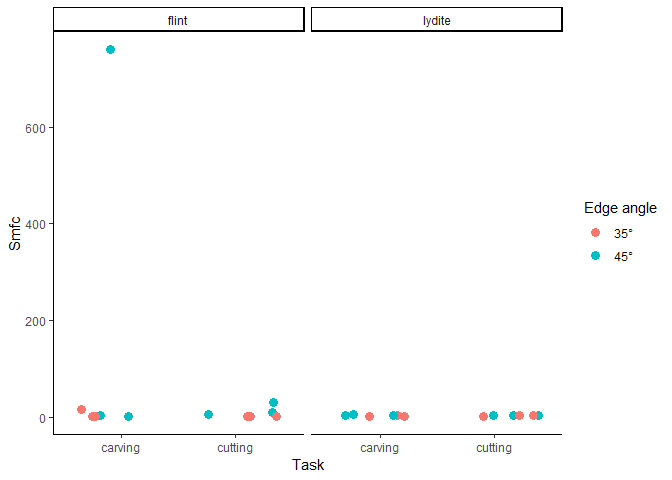 flint
lydite
Smfc
600
400
200
0
carving
cutting
carving
cutting
Task
Edge angle
35°
45°